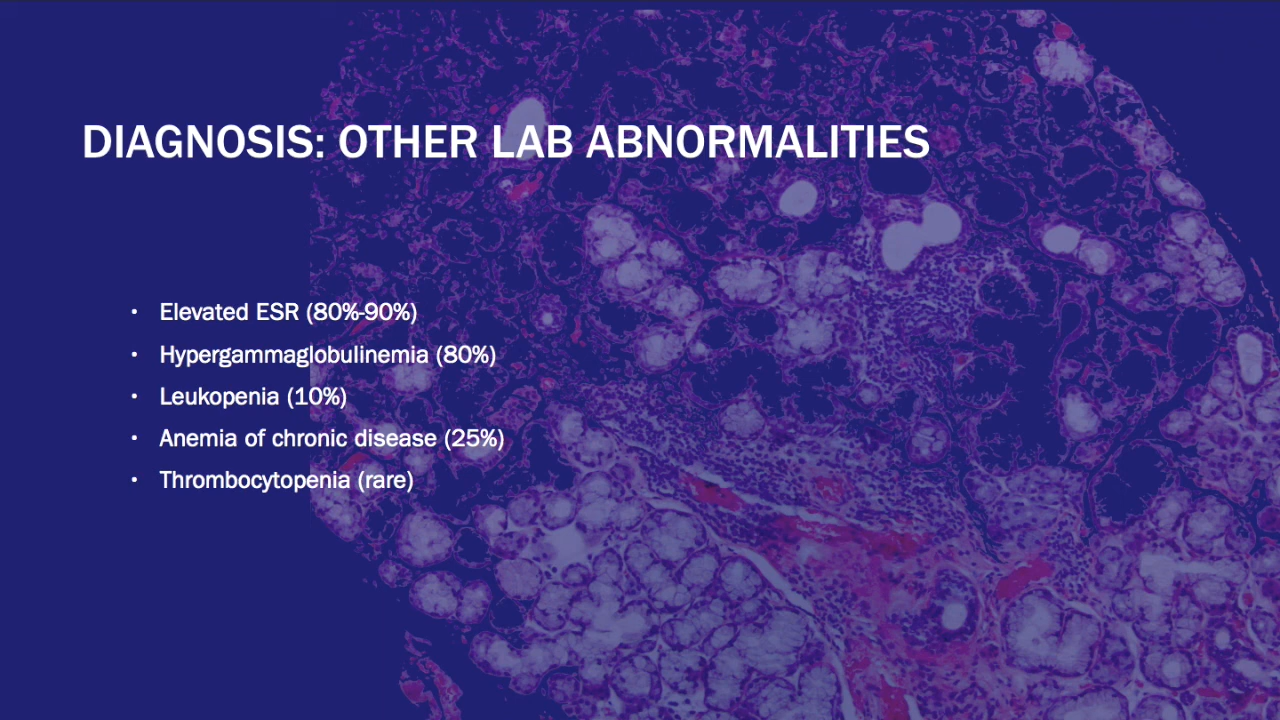 DIAGNOSIS: OTHER LAB ABNORMALITIES
• Elevated ESR (80%-90%)
• Hypergammaglobulinemia (80%)
• Leukopenia (10%)
• Anemia of chronic disease (25%)
• Thrombocytopenia (rare)